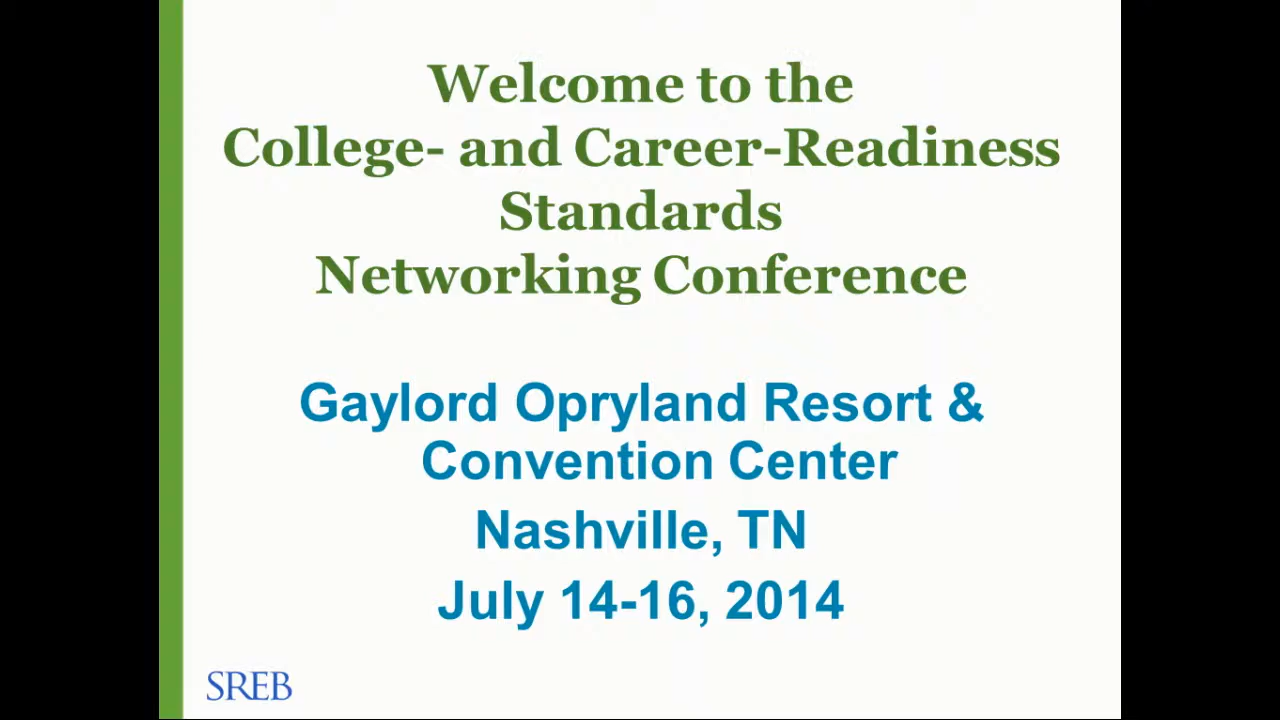 Welcome to the
College- and Career-Readiness
Standards
Networking Conference
Gaylord Opryland Resort &
Convention Center
Nashville, TN
July 14-16, 2014
SREB